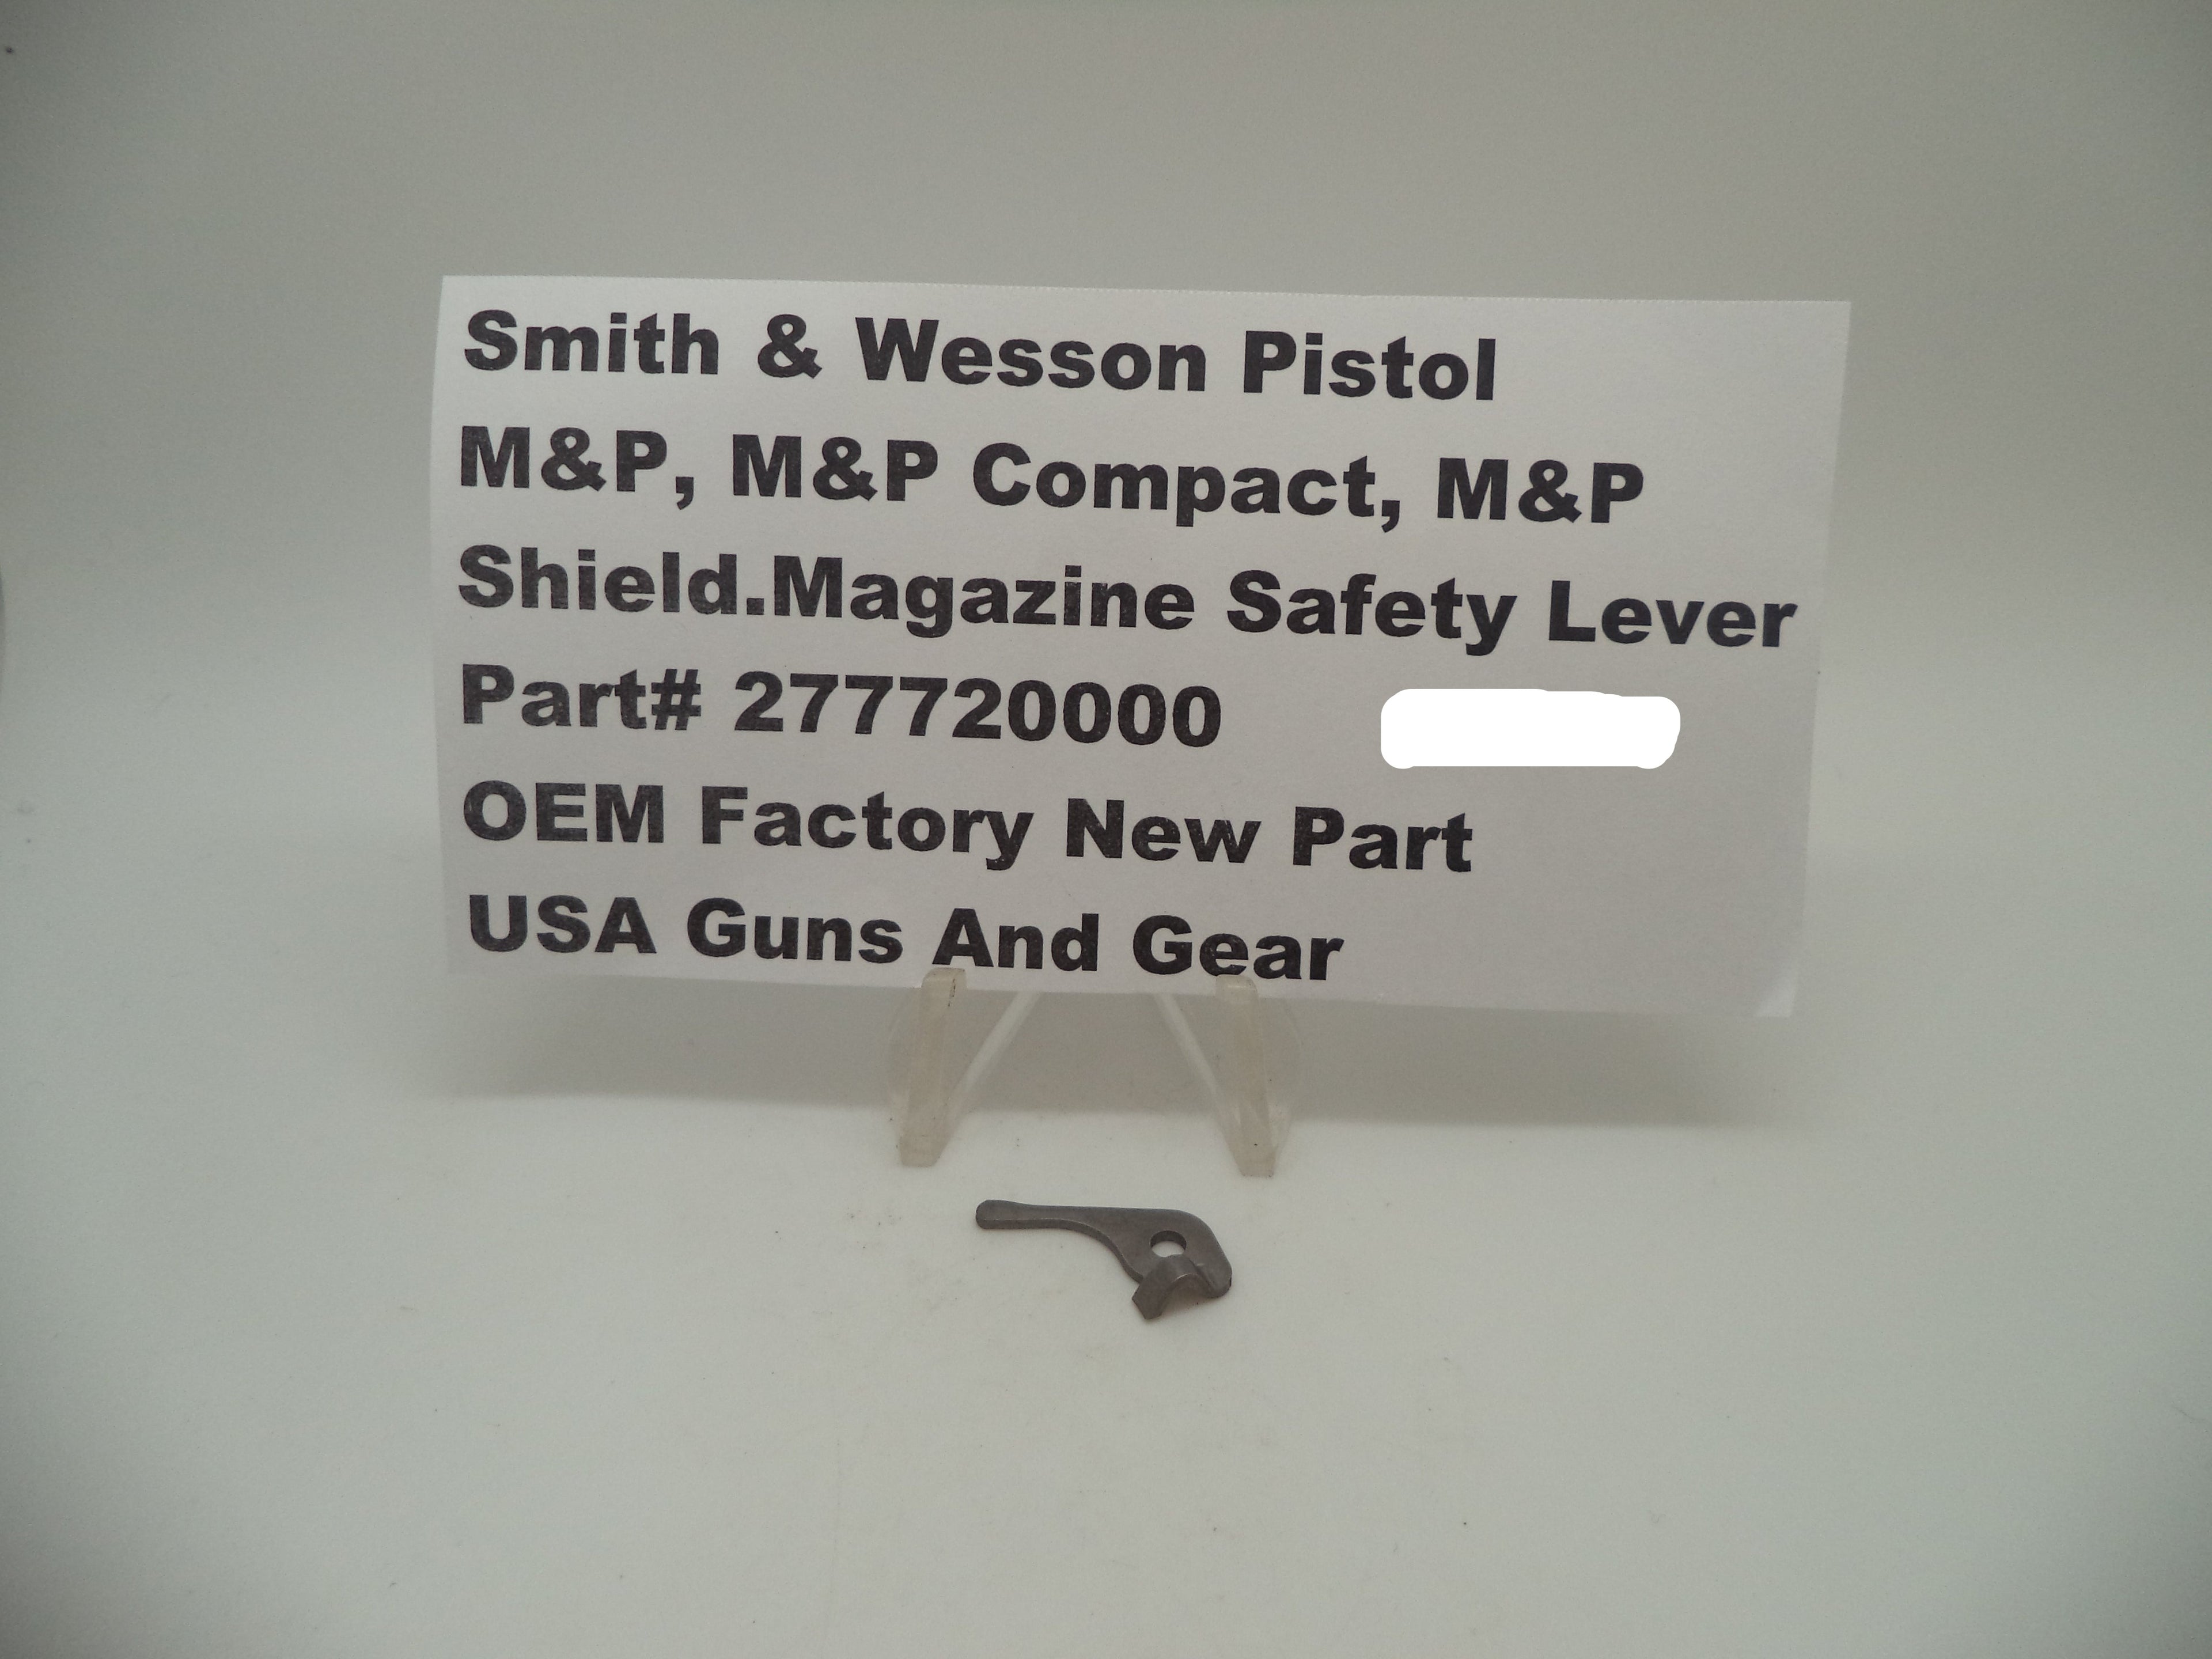 Smith & Wesson Pistol
M&P, M&P Compact, M&P
Shield.Magazine Safety Lever
Part# 277720000
OEM Factory New Part
USA Guns And Gear